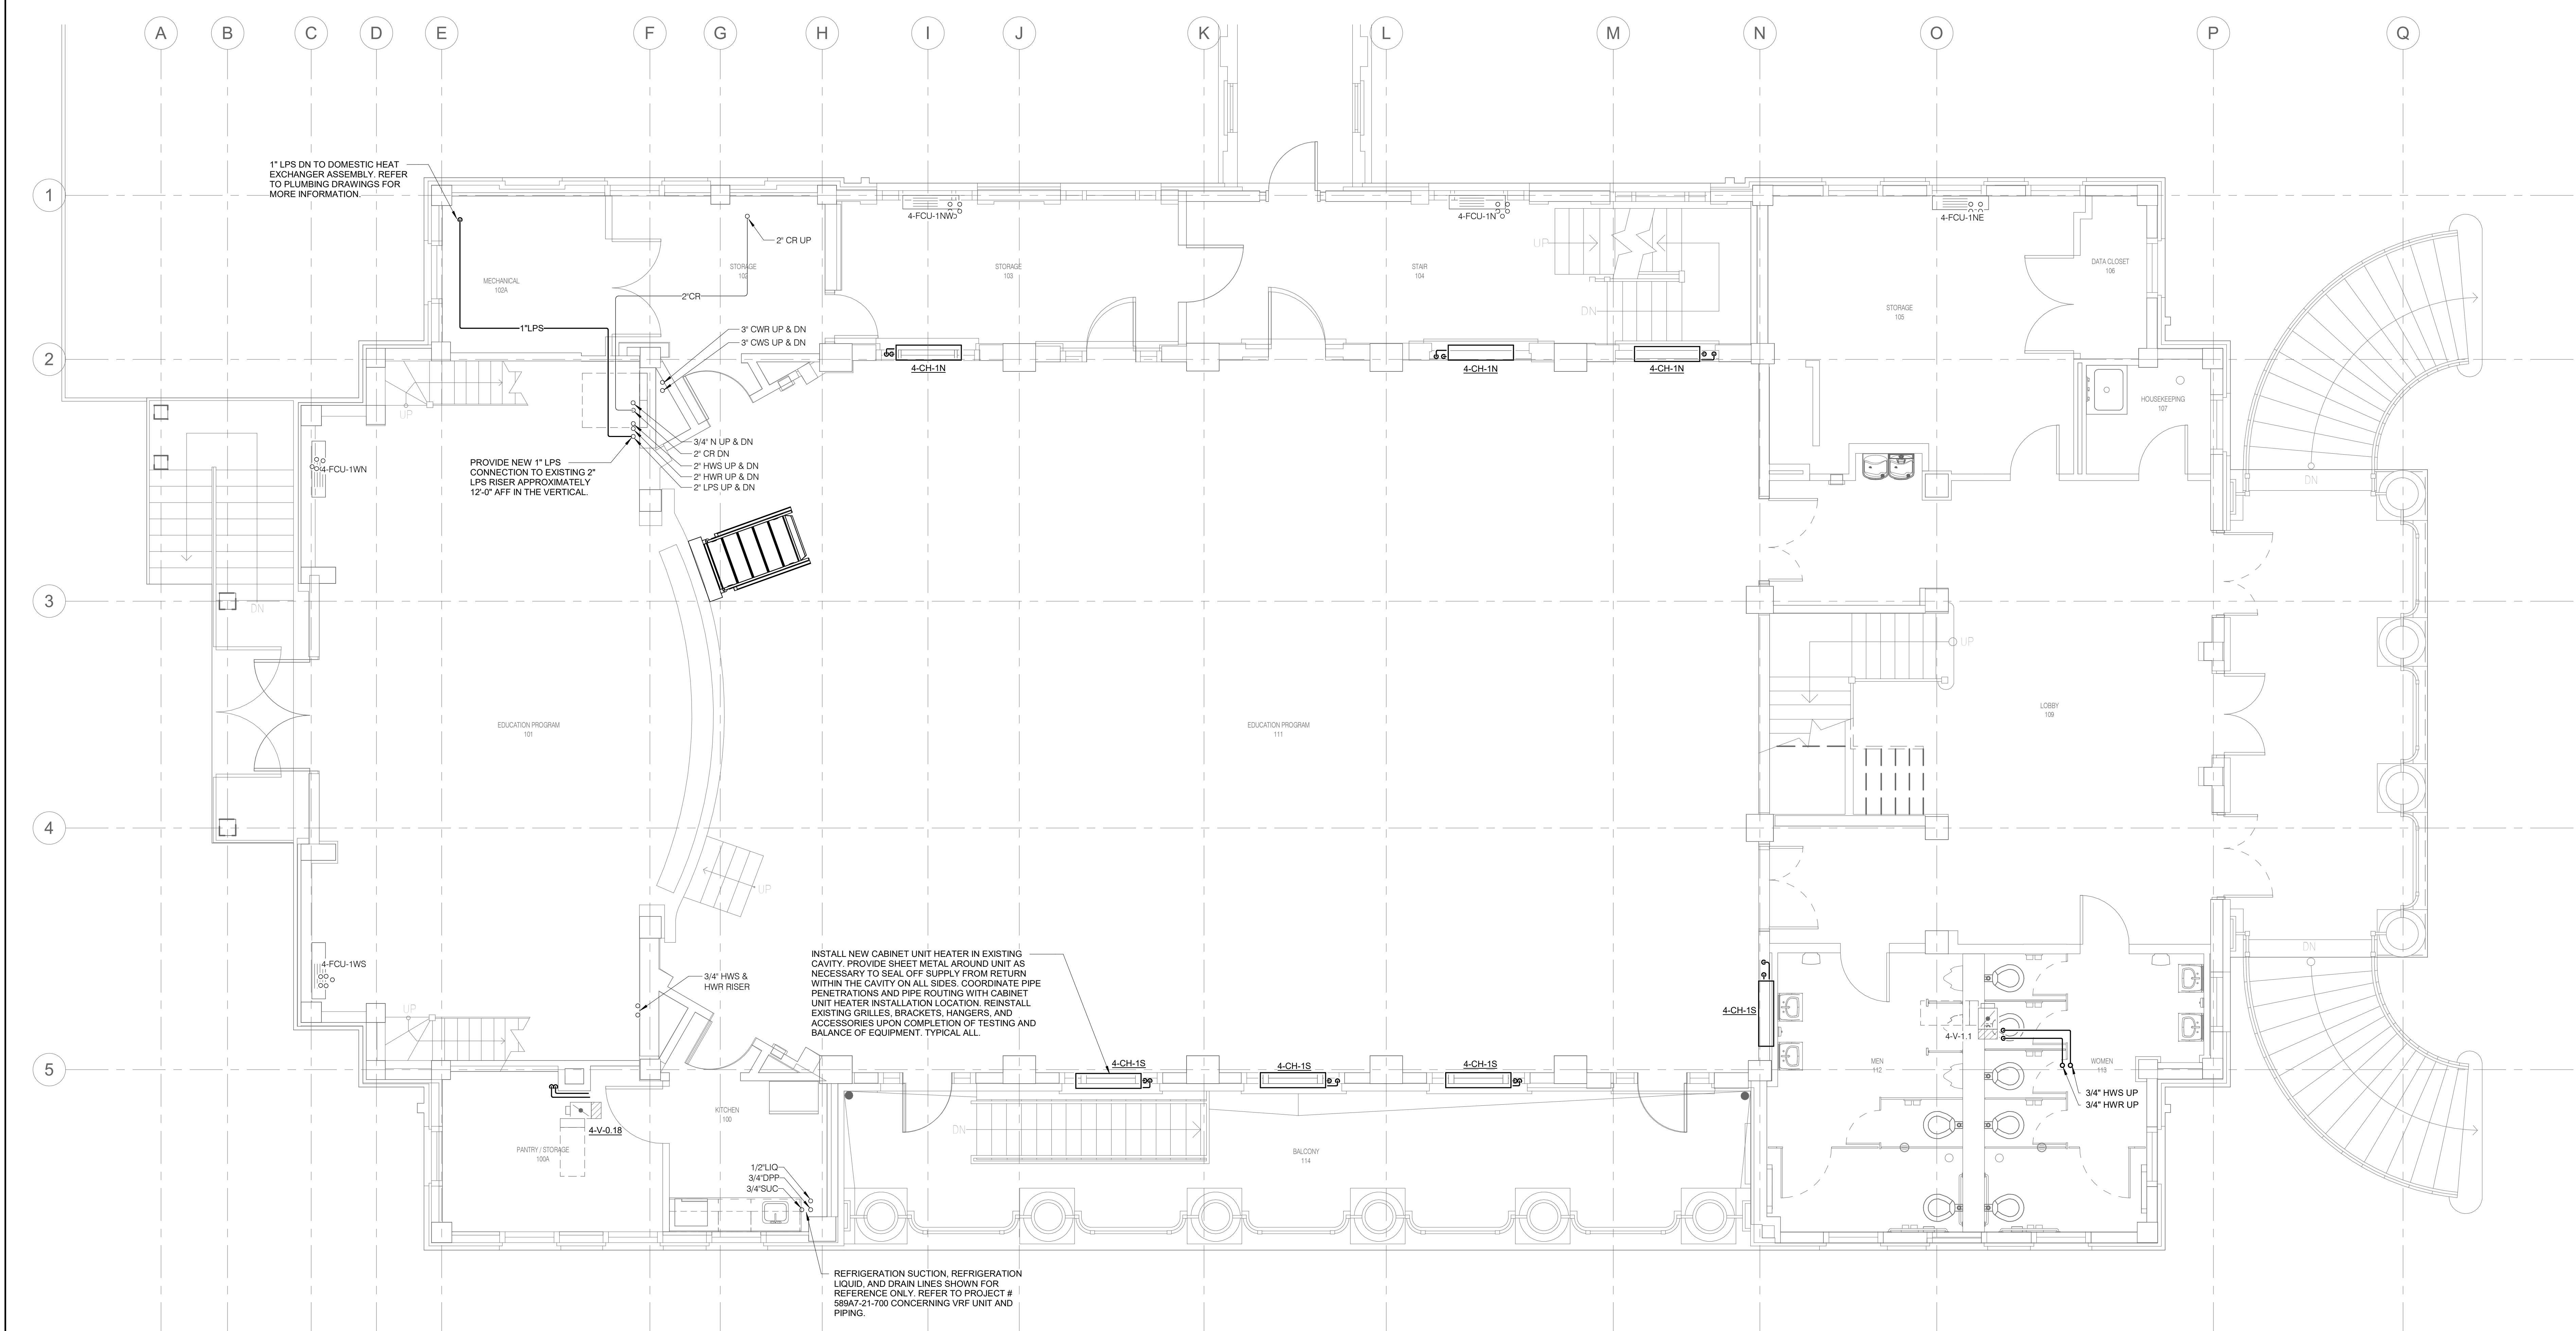 A B C D E F G H I J K L M N O P Q
1" LPS DN TO DOMESTIC HEAT
EXCHANGER ASSEMBLY. REFER
TO PLUMBING DRAWINGS FOR
MORE INFORMATION.
1
4-FCU-1NW
4-FCU-1N
4-FCU-1NE
2" CR UP
UP
MECHANICAL
102A
STORAGE
102
STORAGE
103
STAIR
104
DATA CLOSET
106
2"CR
STORAGE
105
DN
1"LPS
3" CWR UP & DN
3" CWS UP & DN
2
4-CH-1N
4-CH-1N
4-CH-1N
UP
HOUSEKEEPING
107
3/4" N UP & DN
2" CR DN
2" HWS UP & DN
2" HWR UP & DN
2" LPS UP & DN
PROVIDE NEW 1" LPS
CONNECTION TO EXISTING 2"
LPS RISER APPROXIMATELY
12'-0" AFF IN THE VERTICAL.
4-FCU-1WN
DN
3
DN
UP
EDUCATION PROGRAM
101
EDUCATION PROGRAM
111
LOBBY
109
4
UP
4-FCU-1WS
3/4" HWS &
HWR RISER
INSTALL NEW CABINET UNIT HEATER IN EXISTING
CAVITY. PROVIDE SHEET METAL AROUND UNIT AS
NECESSARY TO SEAL OFF SUPPLY FROM RETURN
WITHIN THE CAVITY ON ALL SIDES. COORDINATE PIPE
PENETRATIONS AND PIPE ROUTING WITH CABINET
UNIT HEATER INSTALLATION LOCATION. REINSTALL
EXISTING GRILLES, BRACKETS, HANGERS, AND
ACCESSORIES UPON COMPLETION OF TESTING AND
BALANCE OF EQUIPMENT. TYPICAL ALL.
DN
UP
4-CH-1S
4-V-1.1
5
4-CH-1S
4-CH-1S
4-CH-1S
MEN
112
WOMEN
113
3/4" HWS UP
3/4" HWR UP
KITCHEN
100
4-V-0.18
DN
PANTRY / STORAGE
100A
BALCONY
114
1/2"LIQ
3/4"DPP
3/4"SUC
REFRIGERATION SUCTION, REFRIGERATION
LIQUID, AND DRAIN LINES SHOWN FOR
REFERENCE ONLY. REFER TO PROJECT #
589A7-21-700 CONCERNING VRF UNIT AND
PIPING.